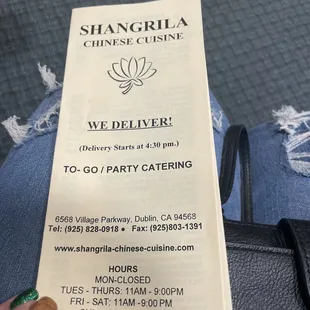 SHANGRILA
CHINESE CUISINE
WE DELIVER!
(Delivery Starts at 4:30 pm.)
TO- GO / PARTY CATERING
6568 Village Parkway, Dublin, CA 94568
Tel: (925) 828-0918 • Fax: (925)803-1391
www.shangrila-chinese-cuisine.com
HOURS
MON-CLOSED
TUES - THURS: 11AM - 9:00PM
FRI - SAT: 11AM - 9:00 PM